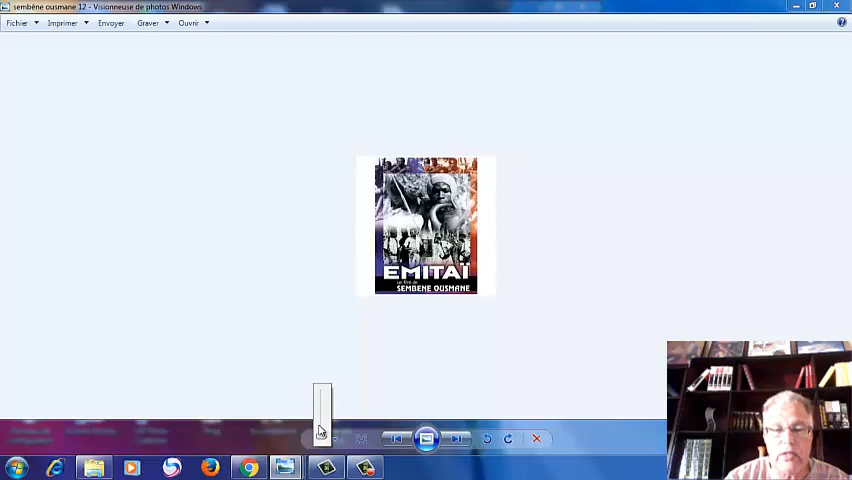 sembène ousmane 12 - Visionneuse de photos Windows
Fichier Imprimer Envoyer Graver Ouvrir
EMITAÏ
un film de
SEMBENE OUSMANE